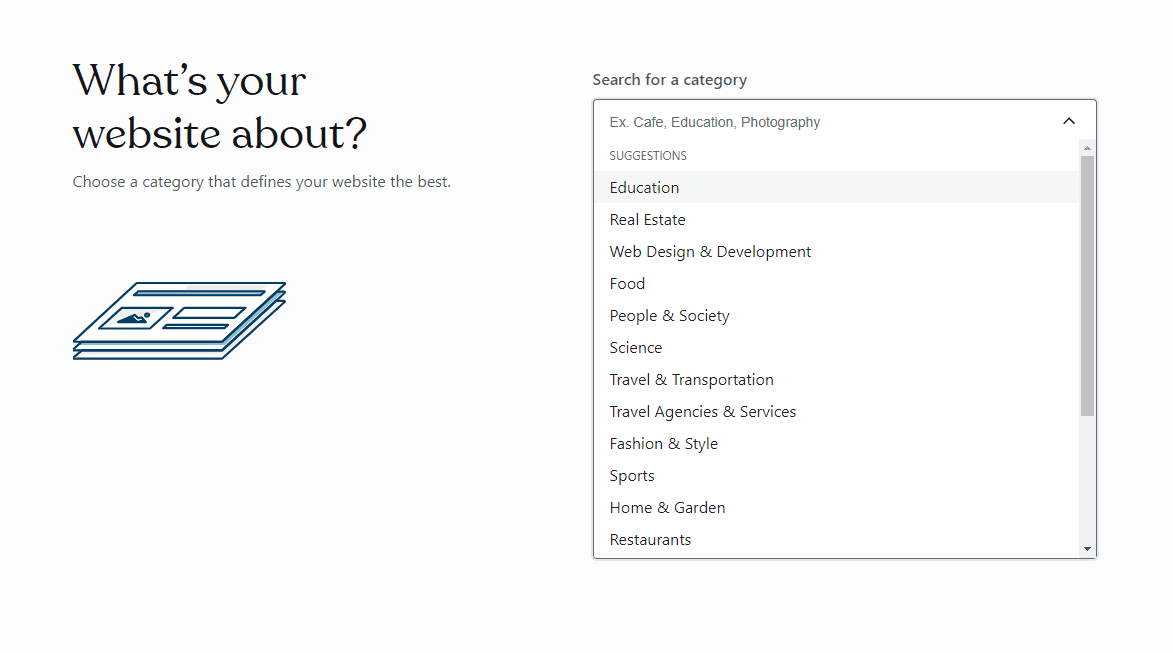 What’s your
website about?
Choose a category that defines your website the best.
Search for a category
Ex. Cafe, Education, Photography
SUGGESTIONS
Education
Real Estate
Web Design & Development
Food
People & Society
Science
Travel & Transportation
Travel Agencies & Services
Fashion & Style
Sports
Home & Garden
Restaurants